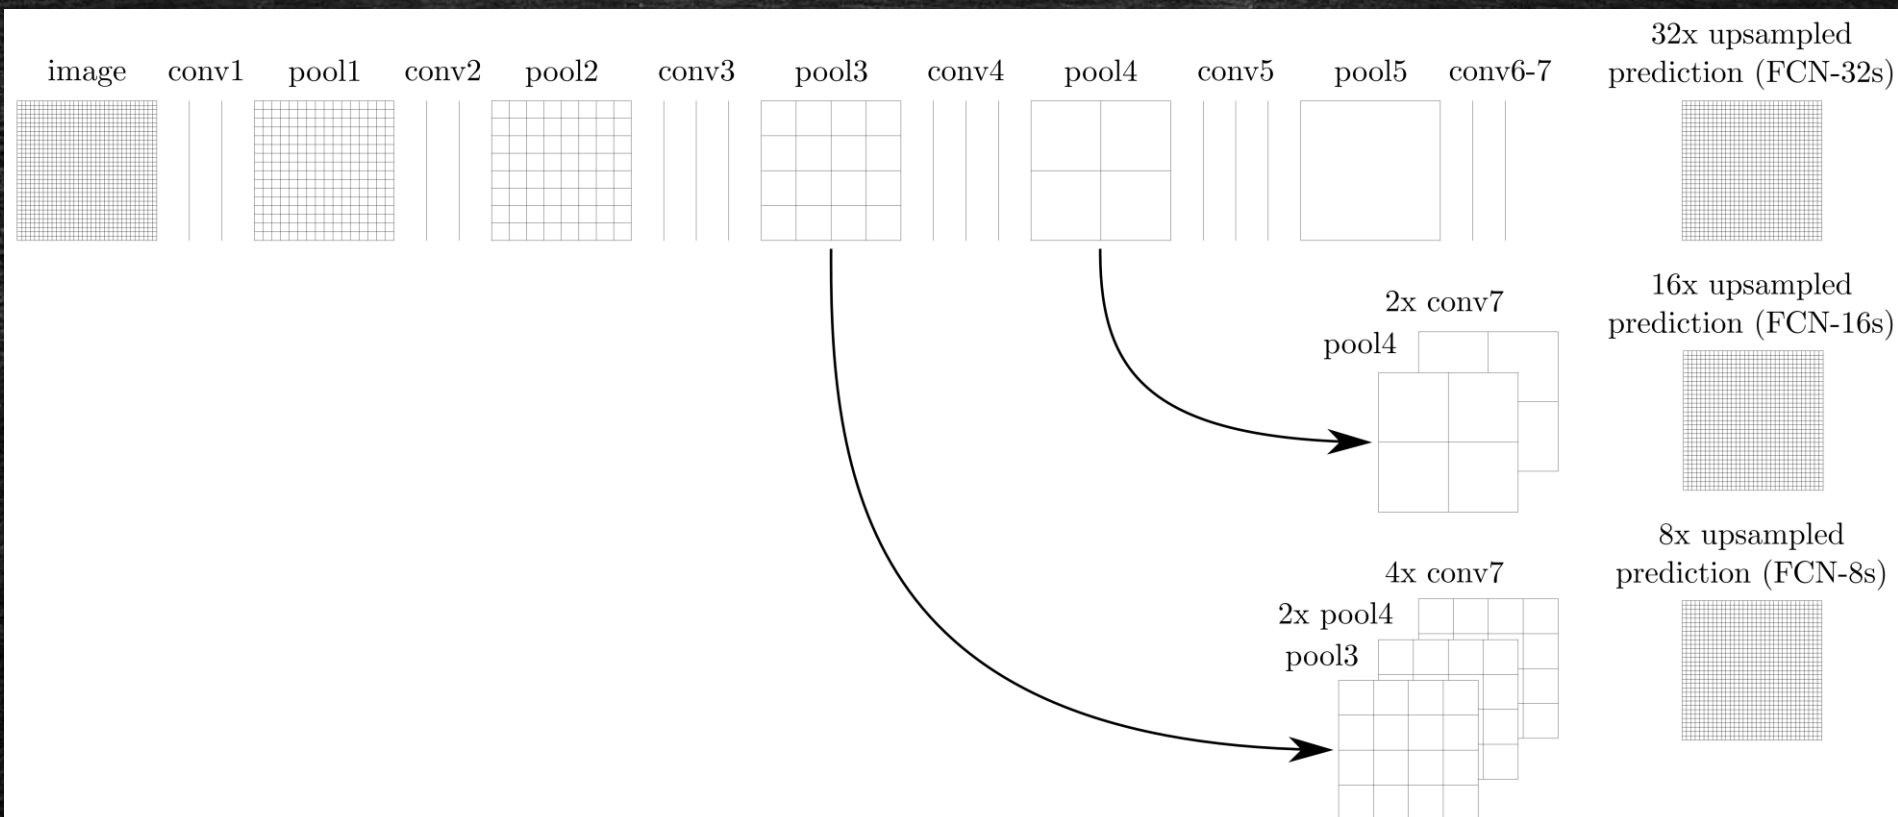 image
conv1
pool1
conv2
pool2
conv3
pool3
conv4
pool4
conv5
pool5
conv6-7
32x upsampled
prediction (FCN-32s)
2x conv7
pool4
16x upsampled
prediction (FCN-16s)
4x conv7
2x pool4
pool3
8x upsampled
prediction (FCN-8s)